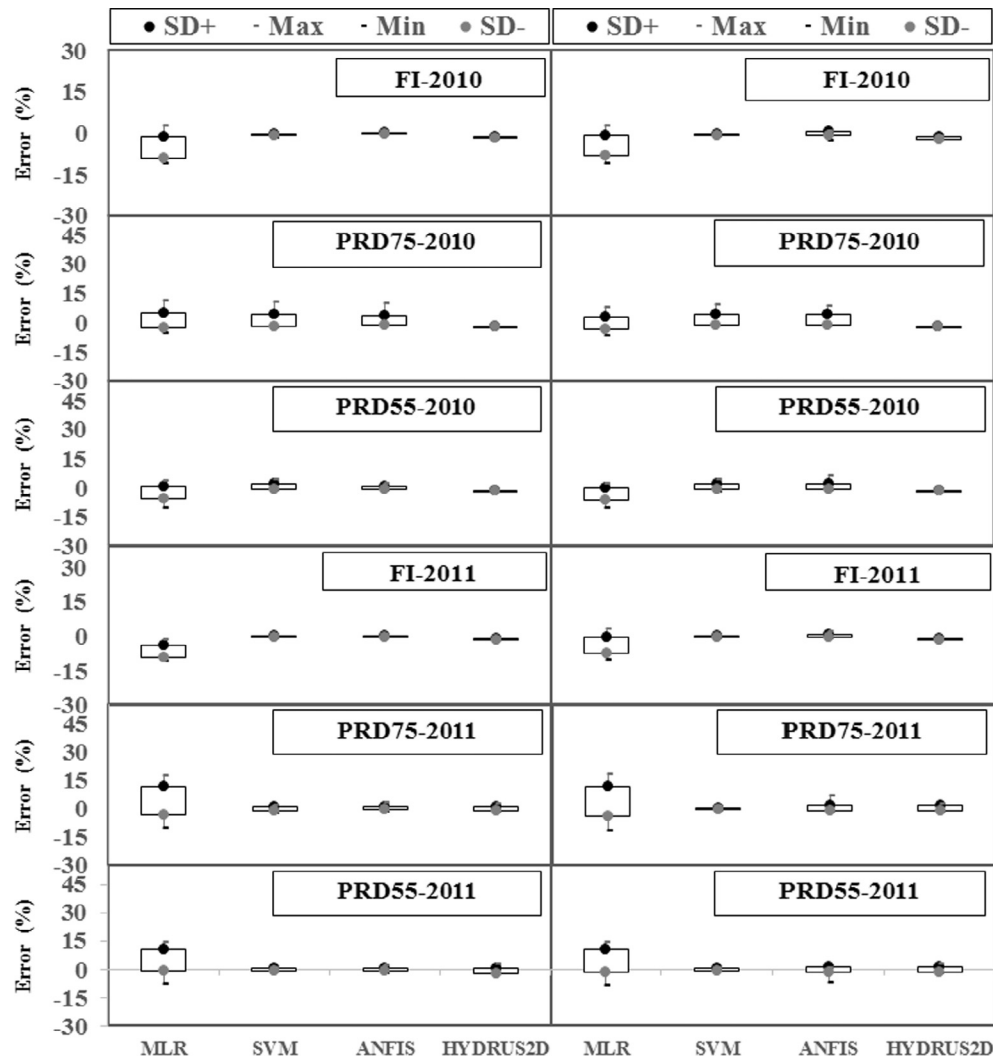 SD+ Max Min SD- SD+ Max Min SD-
30
15
0
-15
-30
Error (%)
FI-2010 FI-2010
45
30
15
0
-15
-30
Error (%)
PRD75-2010 PRD75-2010
45
30
15
0
-15
-30
Error (%)
PRD55-2010 PRD55-2010
30
15
0
-15
-30
Error (%)
FI-2011 FI-2011
45
30
15
0
-15
-30
Error (%)
PRD75-2011 PRD75-2011
45
30
15
0
-15
-30
Error (%)
PRD55-2011 PRD55-2011
MLR SVM ANFIS HYDRUS2D MLR SVM ANFIS HYDRUS2D